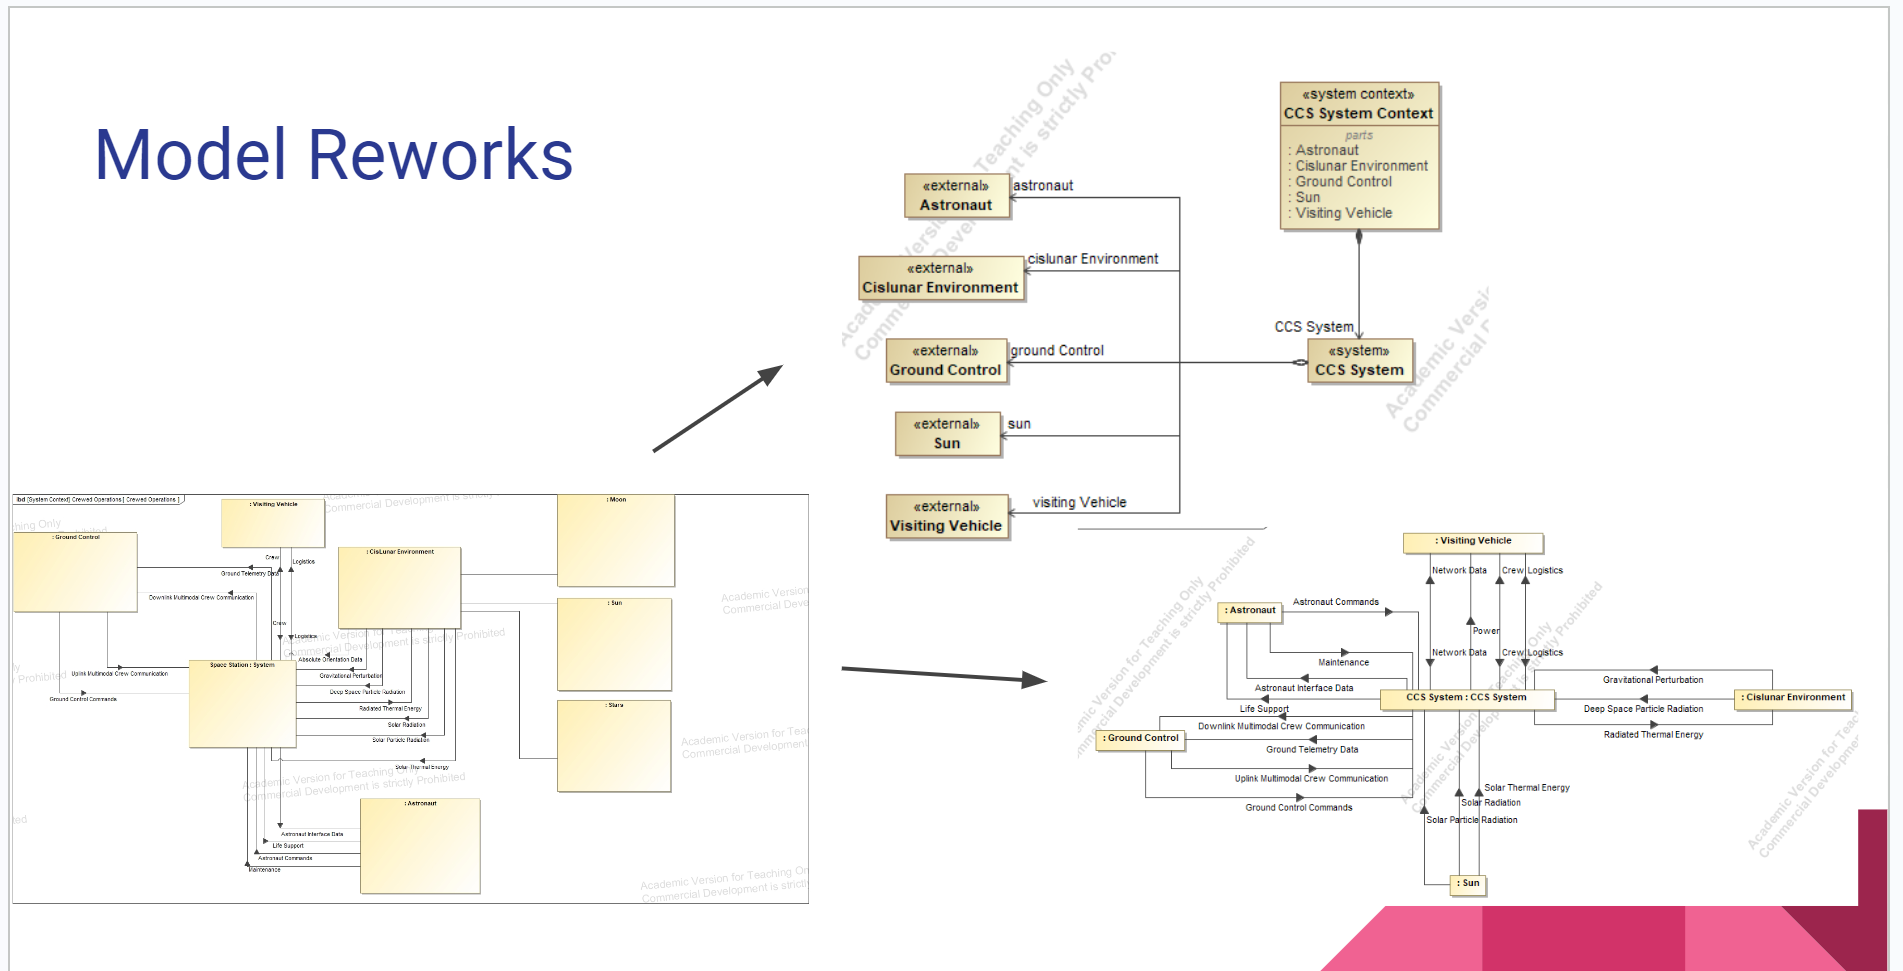 Model Reworks
«system context»
CCS System Context
parts
: Astronaut
: Cislunar Environment
: Ground Control
: Sun
: Visiting Vehicle
CCS System
«system»
CCS System
«external»
Astronaut
astronaut
«external»
Cislunar Environment
cislunar Environment
«external»
Ground Control
ground Control
«external»
Sun
sun
«external»
Visiting Vehicle
visiting Vehicle
Teaching Only
Academic Versi
Commercial
ibd [System Context] Crewed Operations [ Crewed Operations ]
: Visiting Vehicle
: Ground Control
: CisLunar Environment
: Moon
: Sun
: Stars
Space Station : System
: Astronaut
Crew
Logistics
Ground Telemetry Data
Downlink Multimodal Crew Communication
Crew
Logistics
Uplink Multimodal Crew Communication
Ground Control Commands
Absolute Orientation Data
Gravitational Perturbation
Deep Space Particle Radiation
Radiated Thermal Energy
Solar Radiation
Solar Particle Radiation
Solar Thermal Energy
Astronaut Interface Data
Life Support
Astronaut Commands
Maintenance
Commercial Development is strictly
Academic Version for Teaching Only
Commercial Development is strictly Prohibited
: Visiting Vehicle
Network Data
Crew
Logistics
Power
Network Data
Crew
Logistics
: Astronaut
Astronaut Commands
Maintenance
Astronaut Interface Data
Life Support
CCS System : CCS System
: Ground Control
Downlink Multimodal Crew Communication
Ground Telemetry Data
Uplink Multimodal Crew Communication
Ground Control Commands
: Cislunar Environment
Gravitational Perturbation
Deep Space Particle Radiation
Radiated Thermal Energy
Solar Thermal Energy
Solar Radiation
Solar Particle Radiation
: Sun